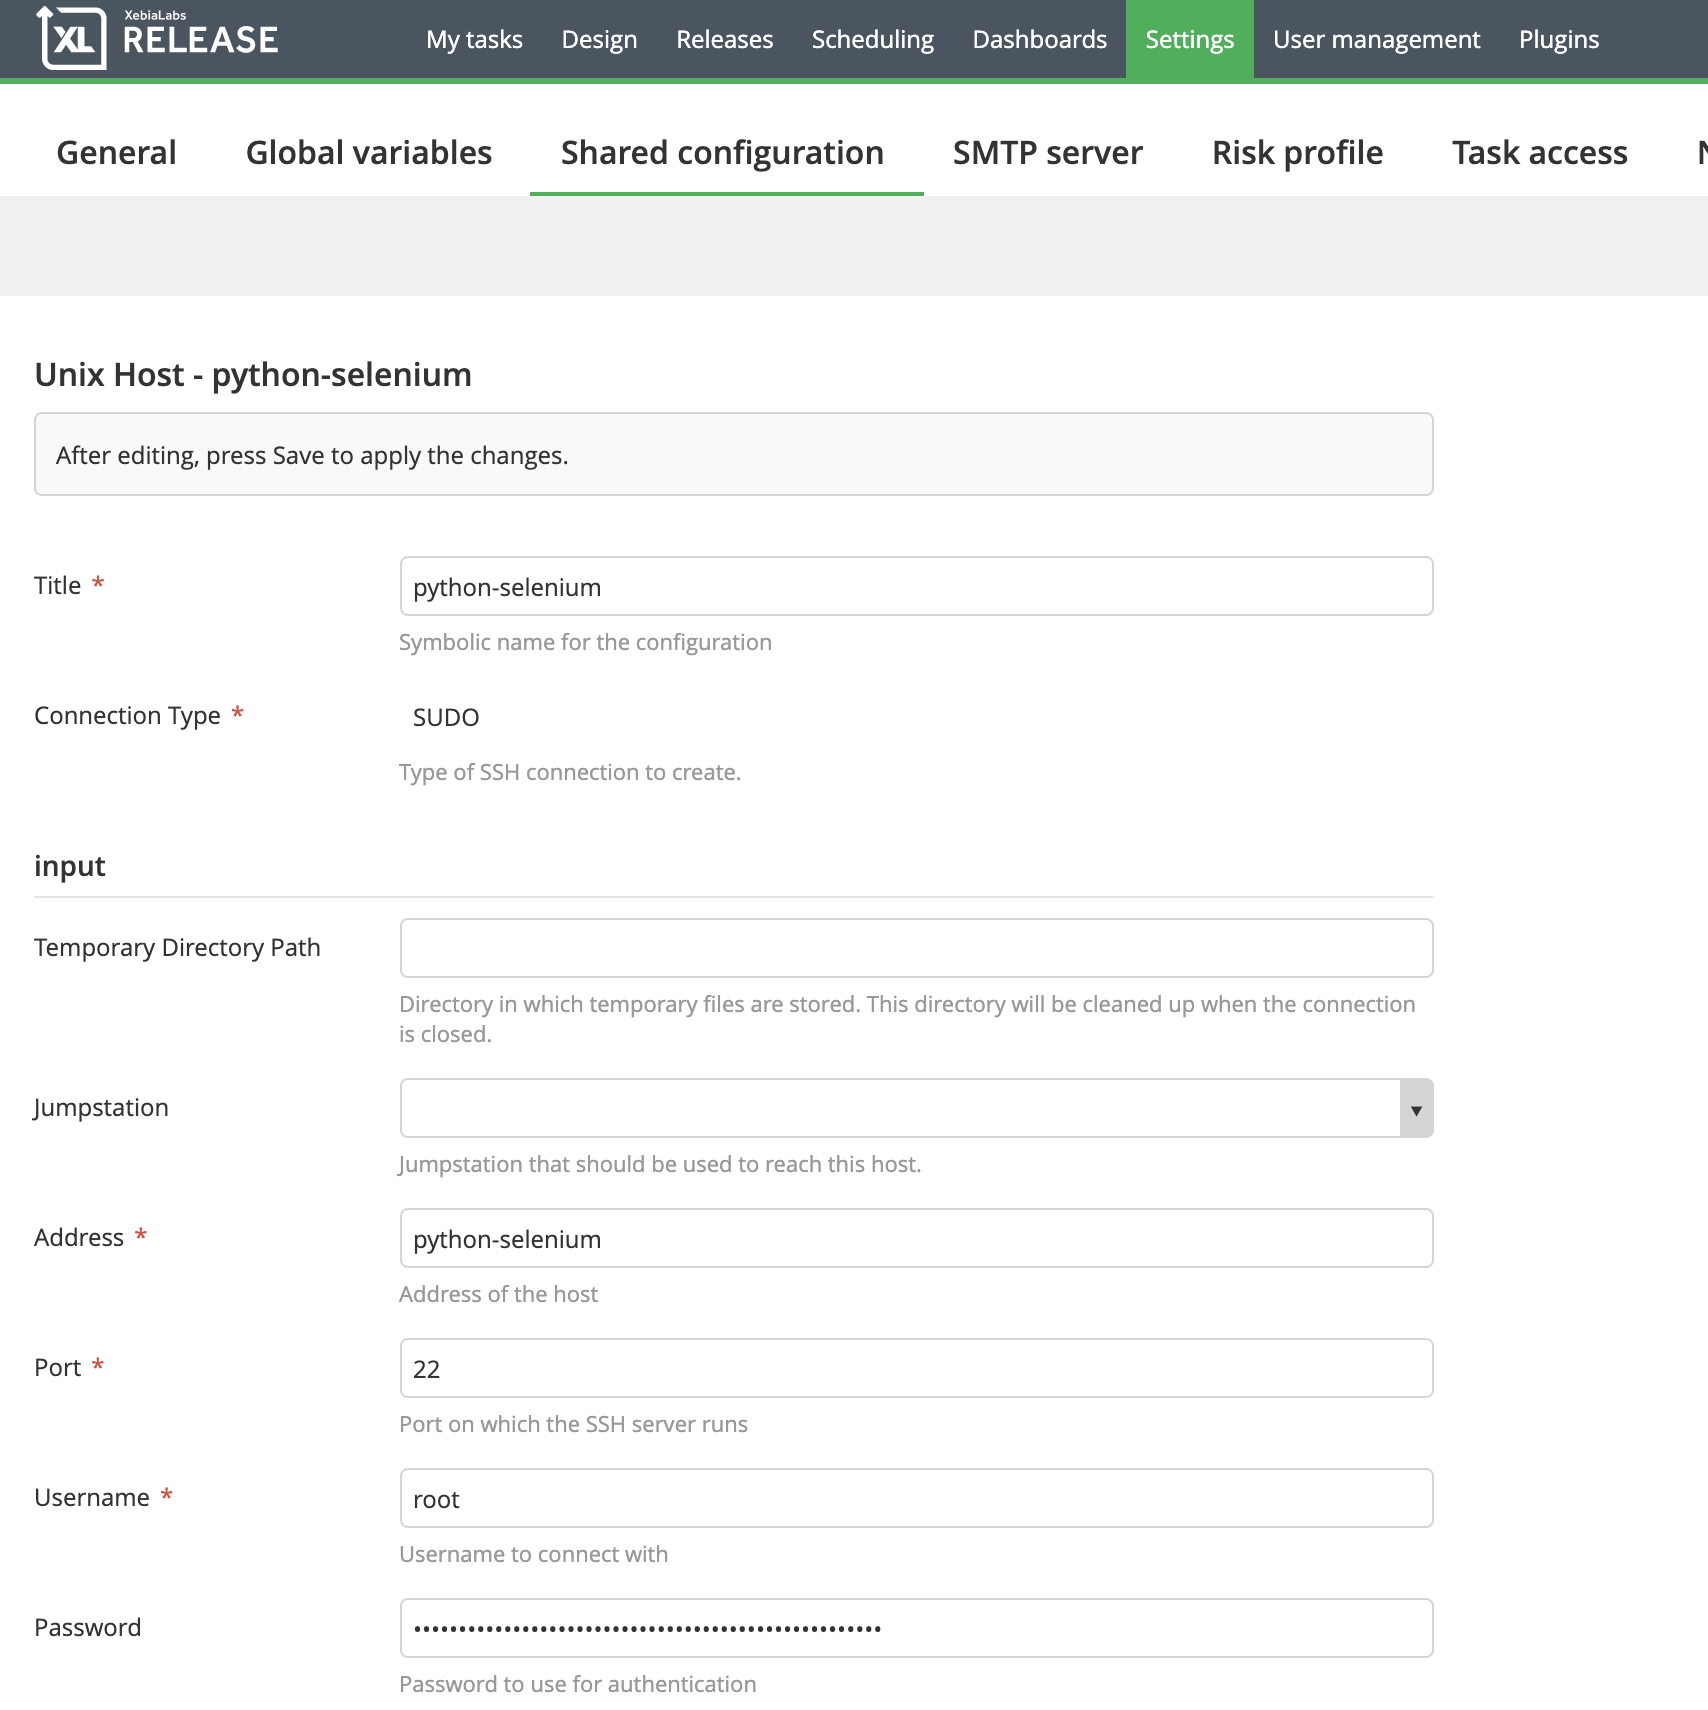 XebiaLabs
XL RELEASE
My tasks Design Releases Scheduling Dashboards Settings User management Plugins
General Global variables Shared configuration SMTP server Risk profile Task access
Unix Host - python-selenium
After editing, press Save to apply the changes.
Title *
python-selenium
Symbolic name for the configuration
Connection Type *
SUDO
Type of SSH connection to create.
input
Temporary Directory Path
Directory in which temporary files are stored. This directory will be cleaned up when the connection
is closed.
Jumpstation
Jumpstation that should be used to reach this host.
Address *
python-selenium
Address of the host
Port *
22
Port on which the SSH server runs
Username *
root
Username to connect with
Password
Password to use for authentication